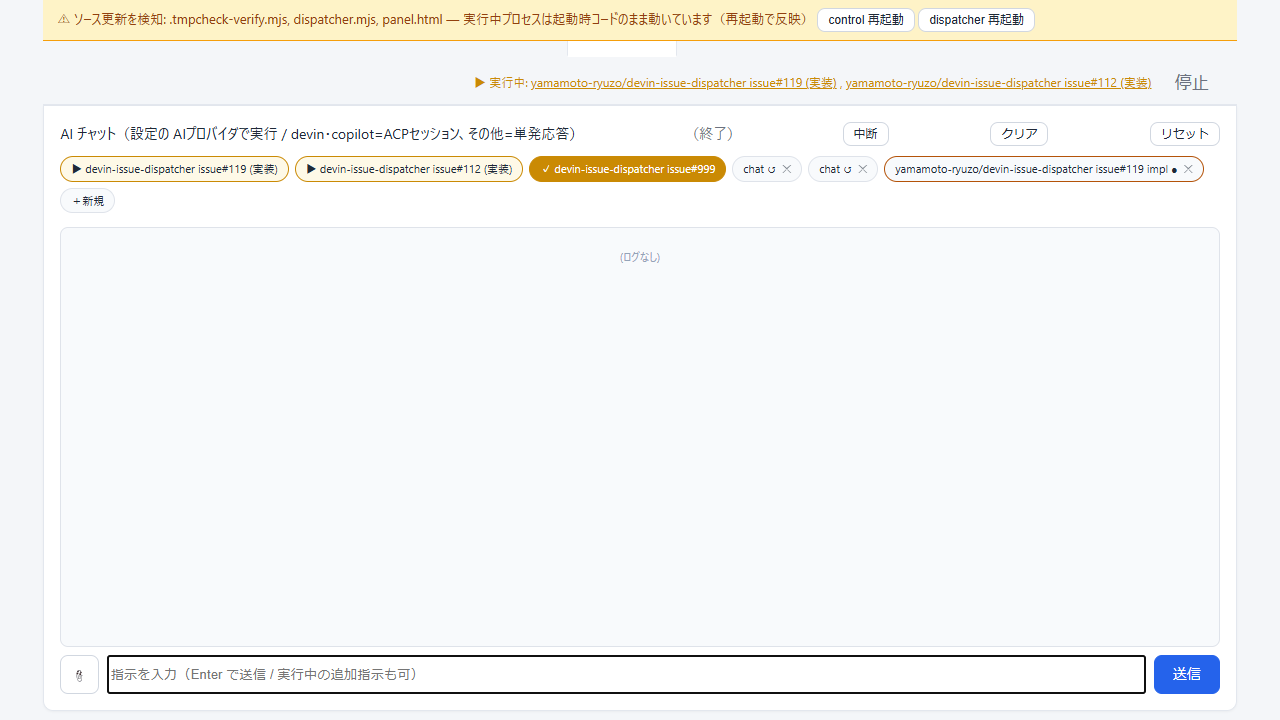 ⚠ ソース更新を検知: .tmpcheck-verify.mjs, dispatcher.mjs, panel.html — 実行中プロセスは起動時コードのまま動いています（再起動で反映） control 再起動 dispatcher 再起動
▶ 実行中: yamamoto-ryuzo/devin-issue-dispatcher issue#119 (実装) , yamamoto-ryuzo/devin-issue-dispatcher issue#112 (実装) 停止
AI チャット（設定の AIプロバイダで実行 / devin・copilot=ACPセッション、その他=単発応答） （終了） 中断 クリア リセット
▶ devin-issue-dispatcher issue#119 (実装) ▶ devin-issue-dispatcher issue#112 (実装) ✓ devin-issue-dispatcher issue#999 chat ↺ ✕ chat ↺ ✕ yamamoto-ryuzo/devin-issue-dispatcher issue#119 impl ● ✕
＋新規
(ログなし)
指示を入力（Enter で送信 / 実行中の追加指示も可） 送信